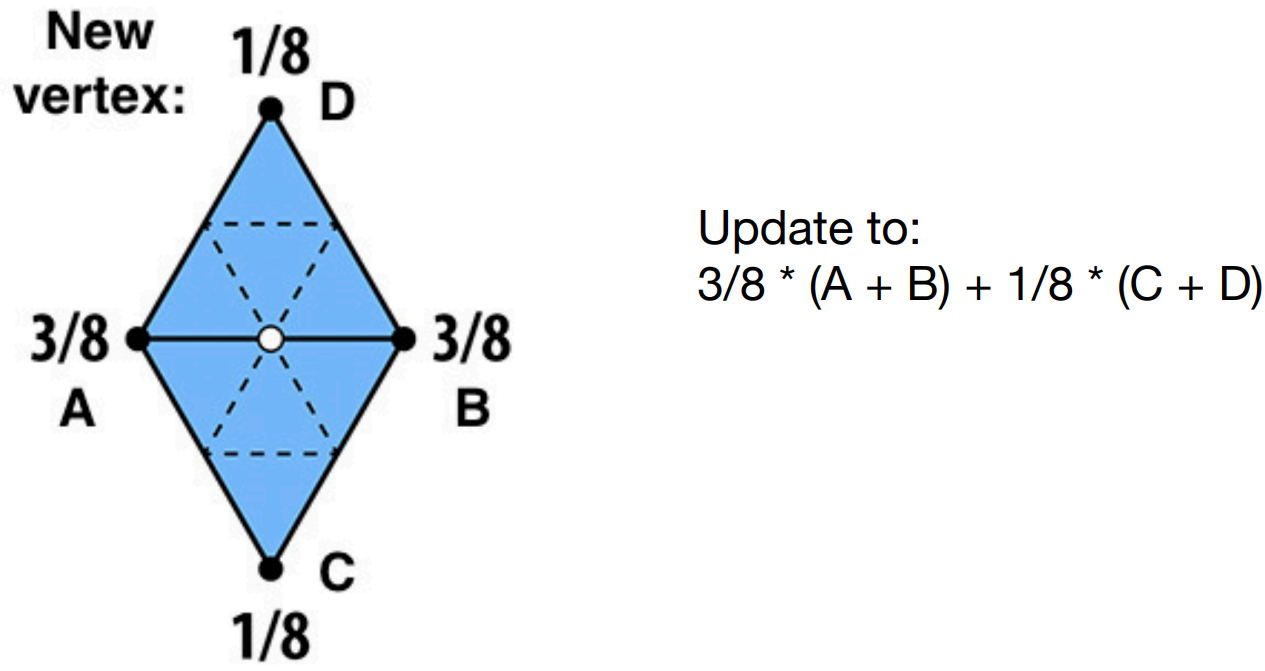 New
vertex:
1/8
D
3/8
A
3/8
B
C
1/8
Update to:
3/8 * (A + B) + 1/8 * (C + D)